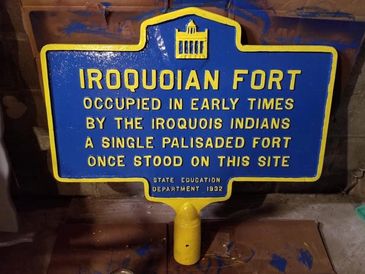 IROQUOIAN FORT
OCCUPIED IN EARLY TIMES
BY THE IROQUOIS INDIANS
A SINGLE PALISADED FORT
ONCE STOOD ON THIS SITE
STATE EDUCATION
DEPARTMENT 1932